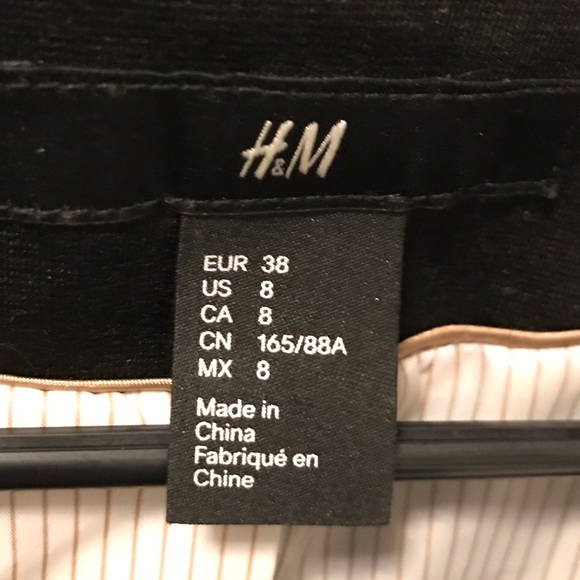 H&M
EUR 38
US 8
CA 8
CN 165/88A
MX 8
Made in
China
Fabriqué en
Chine